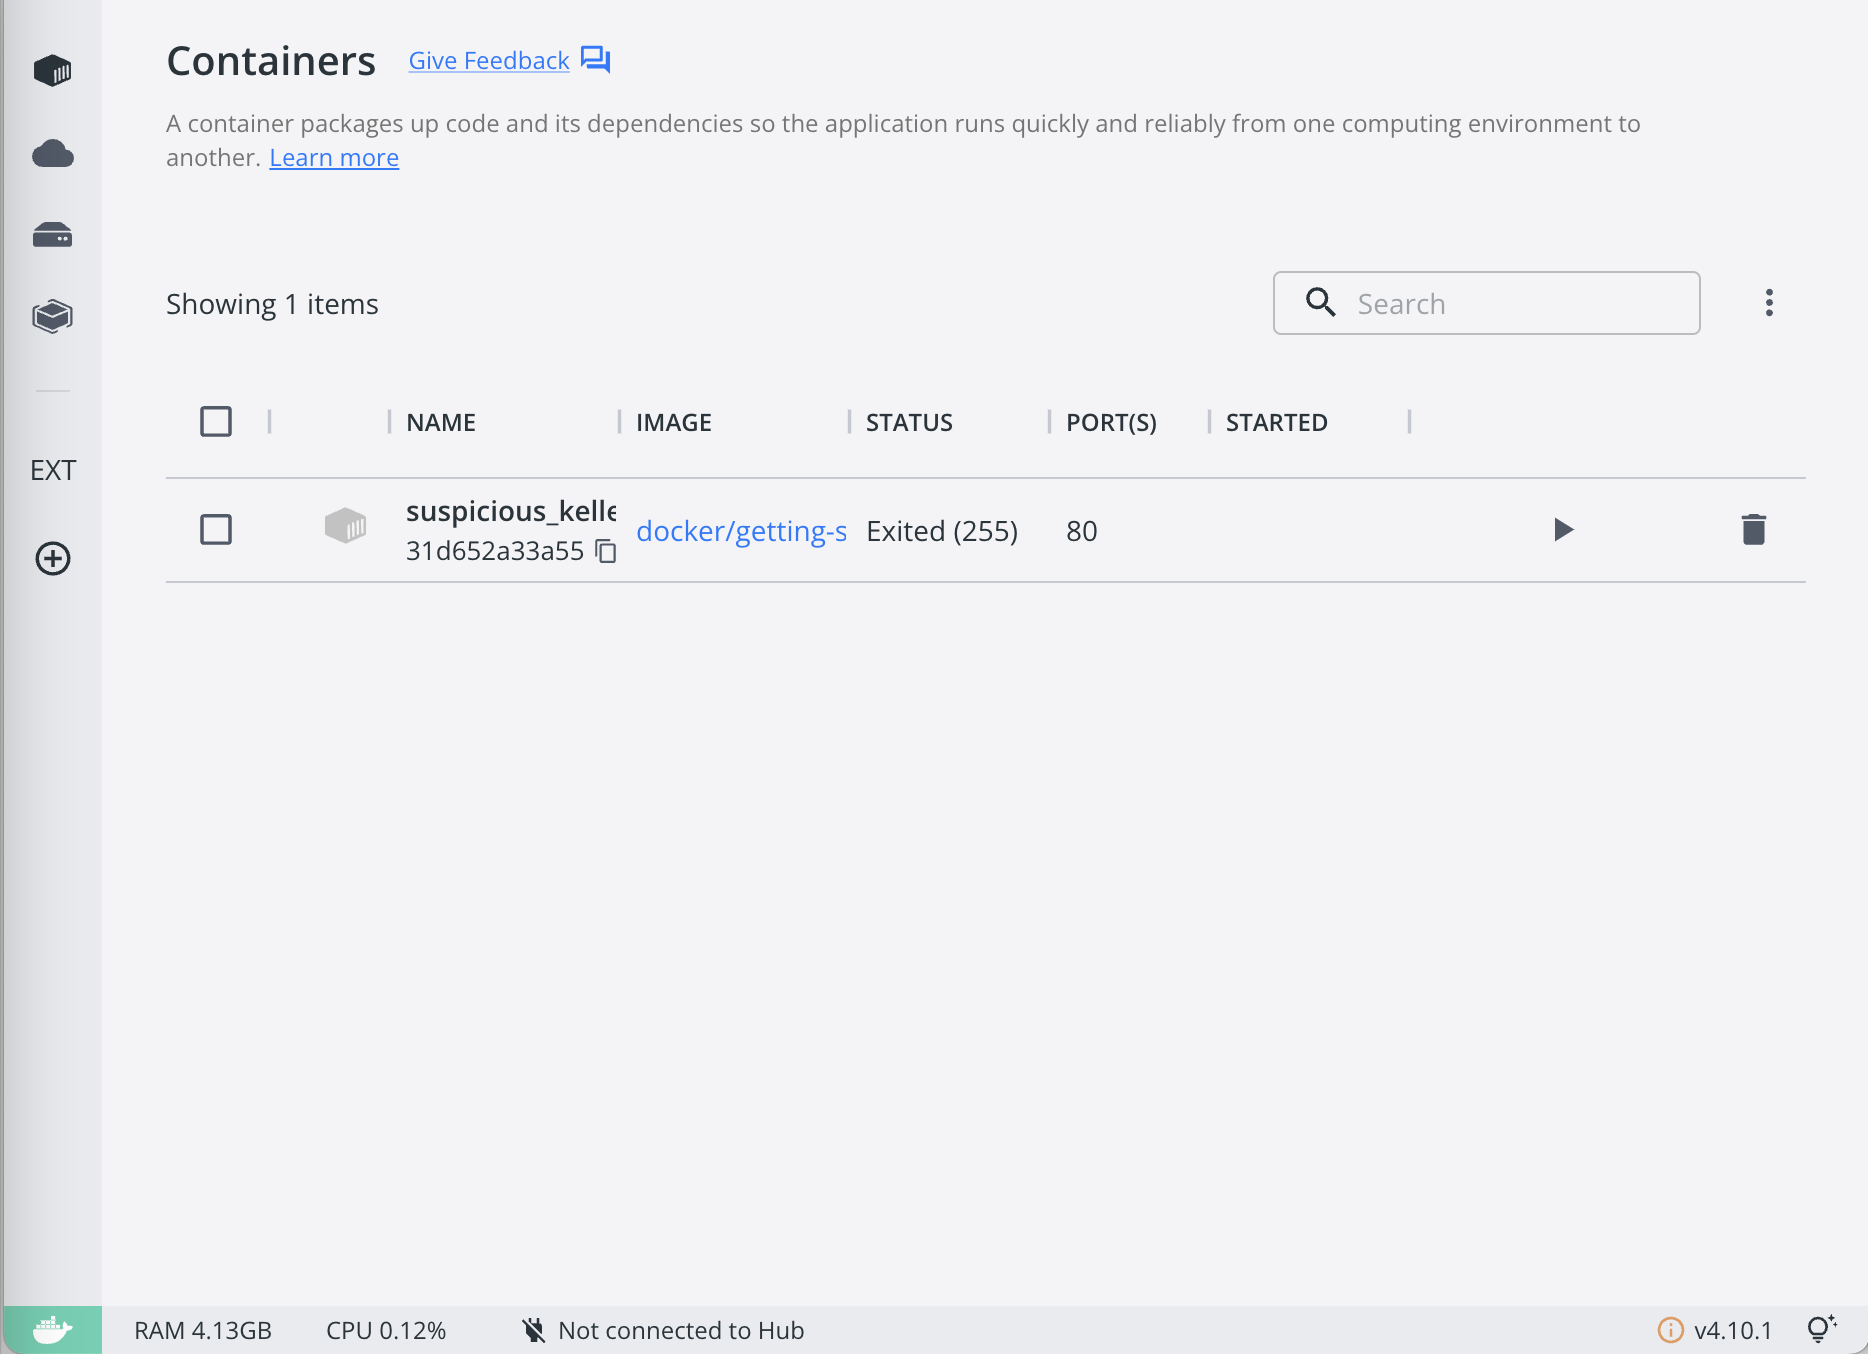 Containers Give Feedback
A container packages up code and its dependencies so the application runs quickly and reliably from one computing environment to
another. Learn more
Showing 1 items Search
NAME IMAGE STATUS PORT(S) STARTED
EXT
suspicious_kelle
docker/getting-s Exited (255) 80
31d652a33a55
RAM 4.13GB CPU 0.12% Not connected to Hub v4.10.1